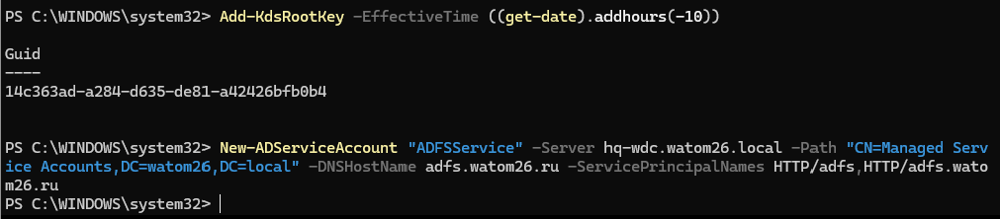 PS C:\WINDOWS\system32> Add-KdsRootKey -EffectiveTime ((get-date).addhours(-10))
Guid
----
14c363ad-a284-d635-de81-a42426bfb0b4
PS C:\WINDOWS\system32> New-ADServiceAccount "ADFSService" -Server hq-wdc.watom26.local -Path "CN=Managed Serv
ice Accounts,DC=watom26,DC=local" -DNSHostName adfs.watom26.ru -ServicePrincipalNames HTTP/adfs,HTTP/adfs.wato
m26.ru
PS C:\WINDOWS\system32>